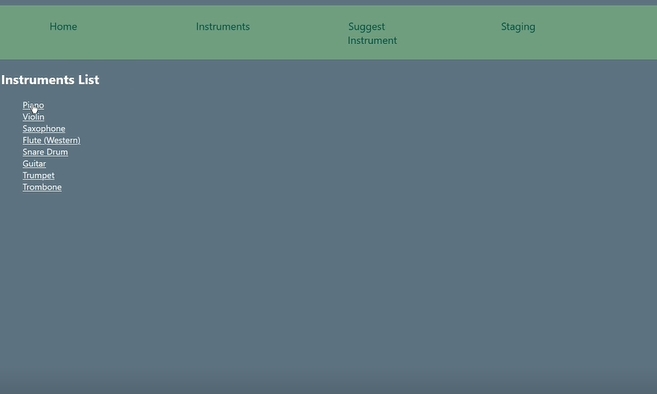 Home
Instruments
Suggest
Instrument
Staging
Instruments List
Piano
Violin
Saxophone
Flute (Western)
Snare Drum
Guitar
Trumpet
Trombone